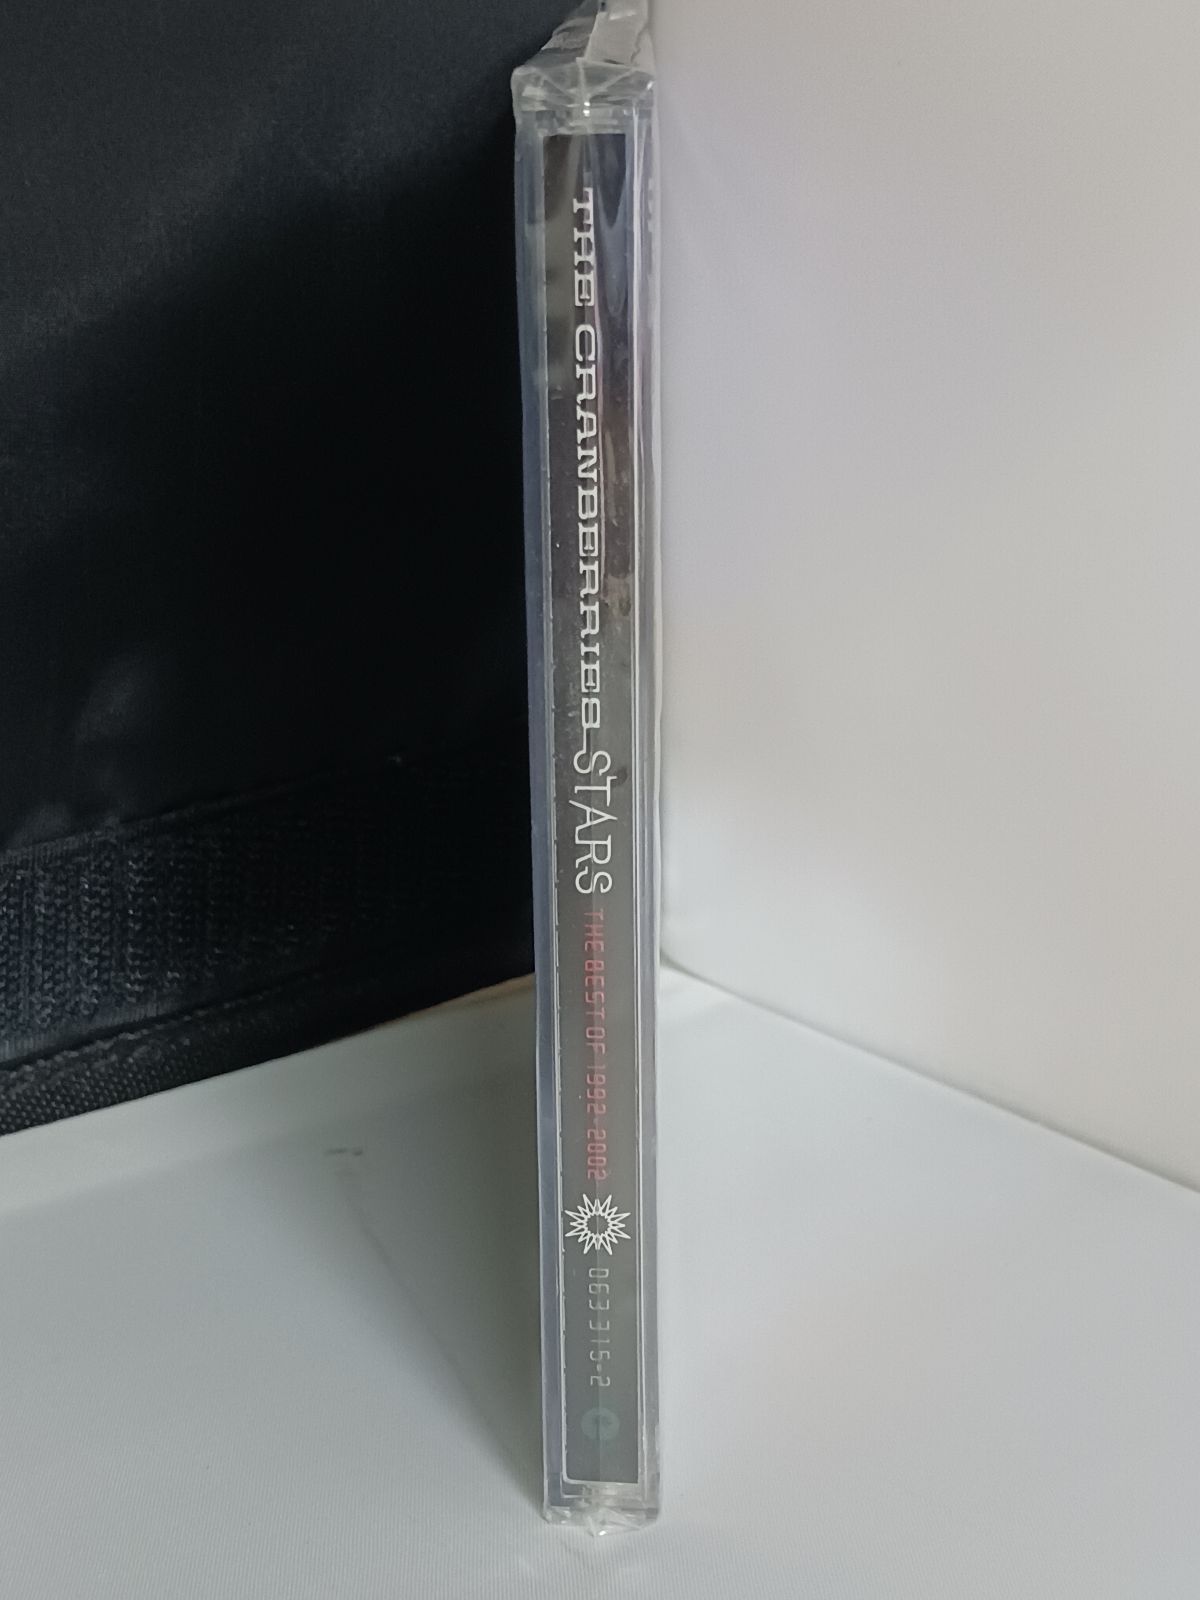 THE CRANBERRIES STARS THE BEST OF 1992-2002 063 315-2